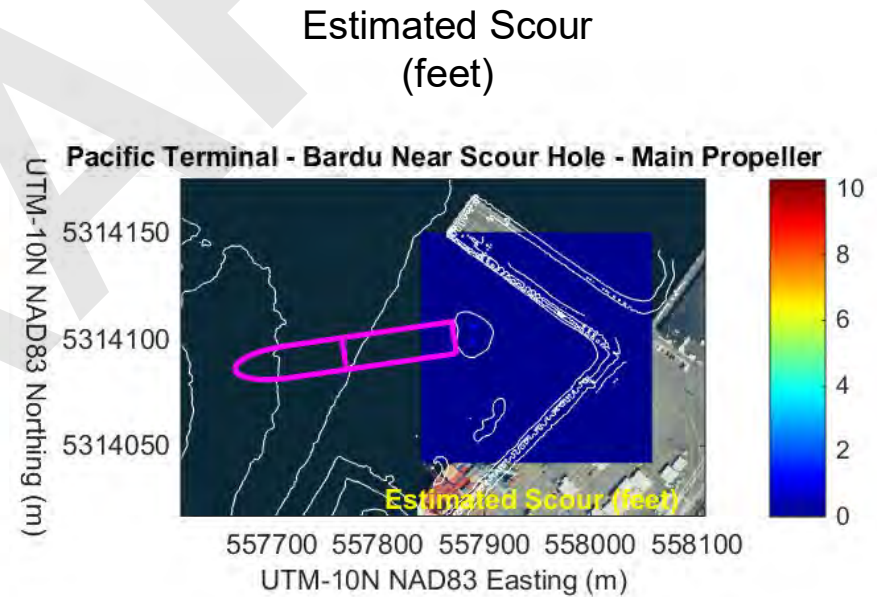 Estimated Scour
(feet)
Pacific Terminal - Bardu Near Scour Hole - Main Propeller
UTM-10N NAD83 Northing (m)
5314150
5314100
5314050
Estimated Scour (feet)
557700 557800 557900 558000 558100
UTM-10N NAD83 Easting (m)
10
8
6
4
2
0